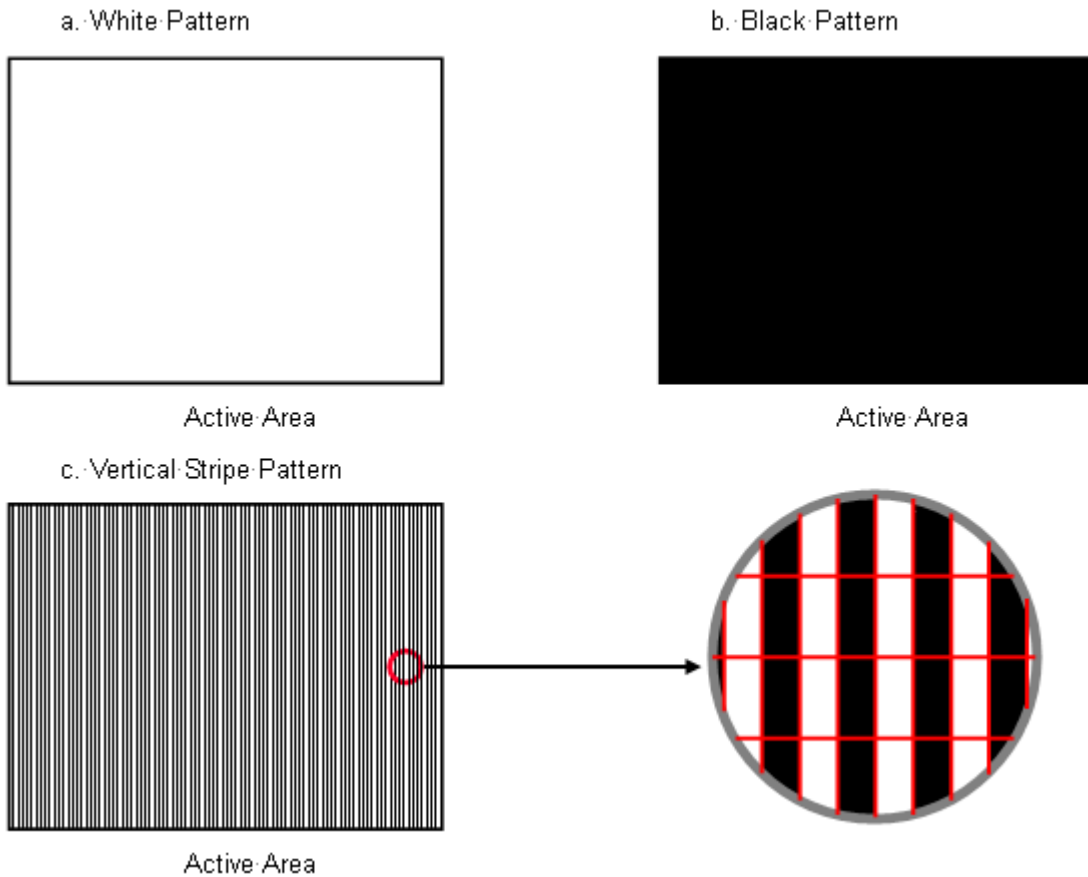 a. White Pattern
b. Black Pattern
Active Area
Active Area
c. Vertical Stripe Pattern
Active Area